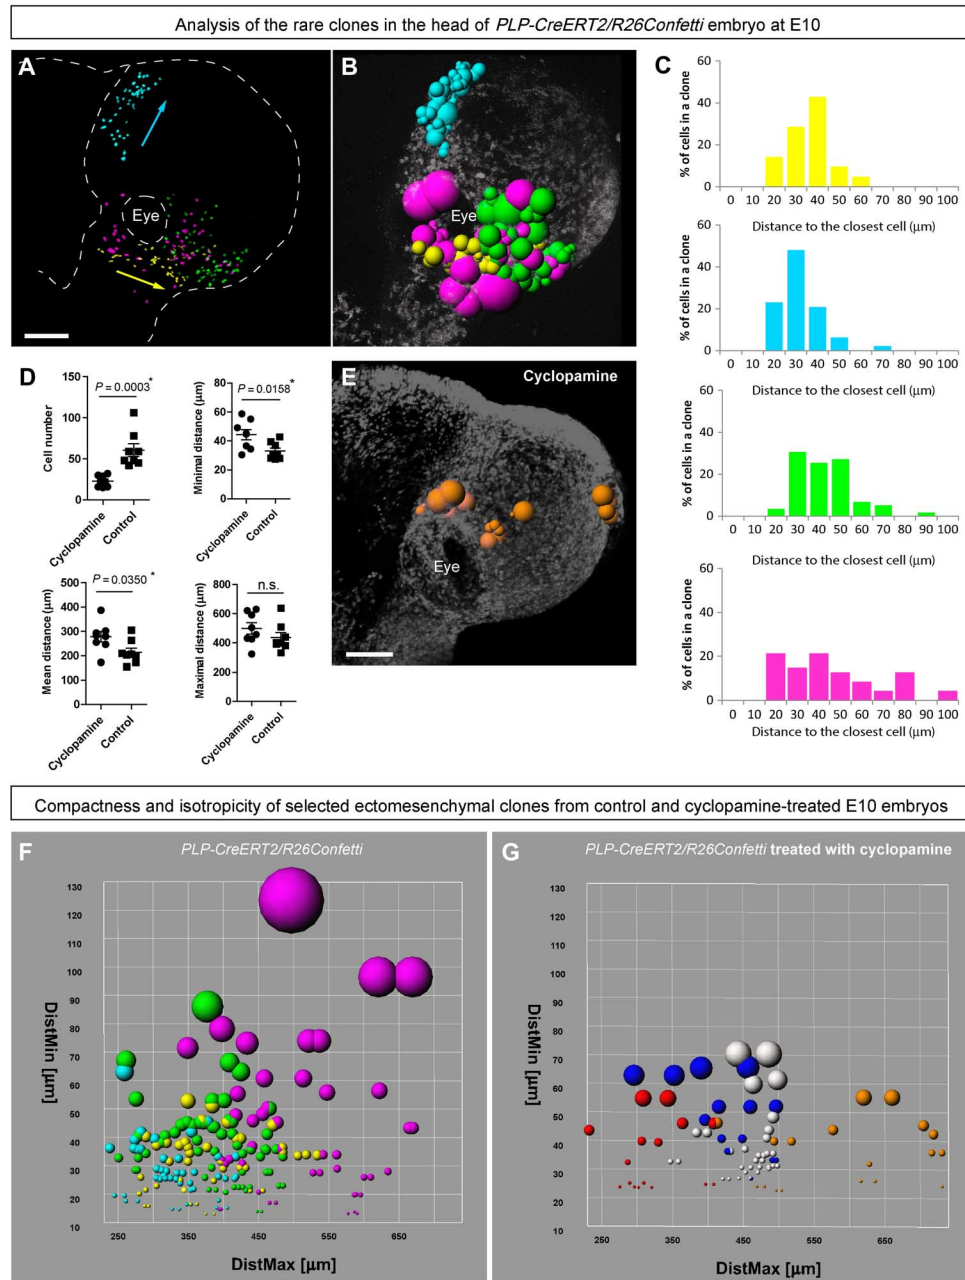 Analysis of the rare clones in the head of PLP-CreERT2/R26Confetti embryo at E10
A
Eye
B
Eye
C
60
40
20
0
% of cells in a clone
0 10 20 30 40 50 60 70 80 90 100
Distance to the closest cell (µm)
60
40
20
0
% of cells in a clone
0 10 20 30 40 50 60 70 80 90 100
Distance to the closest cell (µm)
60
40
20
0
% of cells in a clone
0 10 20 30 40 50 60 70 80 90 100
Distance to the closest cell (µm)
60
40
20
0
% of cells in a clone
0 10 20 30 40 50 60 70 80 90 100
Distance to the closest cell (µm)
D
P = 0.0003 *
150
100
50
0
Cell number
Cyclopamine
Control
P = 0.0158 *
80
60
40
20
0
Minimal distance (µm)
Cyclopamine
Control
P = 0.0350 *
500
400
300
200
100
0
Mean distance (µm)
Cyclopamine
Control
n.s.
800
600
400
200
0
Maximal distance (µm)
Cyclopamine
Control
E
Cyclopamine
Eye
Compactness and isotropicity of selected ectomesenchymal clones from control and cyclopamine-treated E10 embryos
F
PLP-CreERT2/R26Confetti
130
120
110
100
90
80
70
60
50
40
30
20
10
DistMin [µm]
250 350 450 550 650
DistMax [µm]
G
PLP-CreERT2/R26Confetti treated with cyclopamine
130
120
110
100
90
80
70
60
50
40
30
20
10
DistMin [µm]
250 350 450 550 650
DistMax [µm]